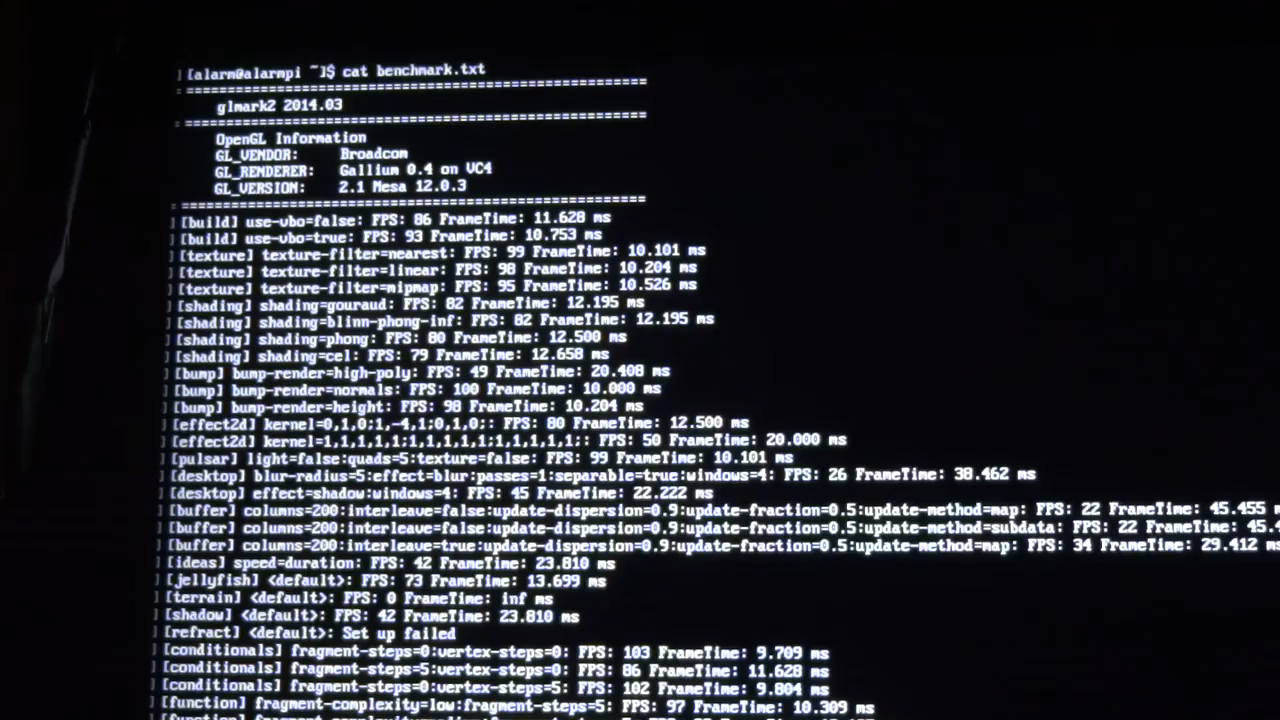 ] [alarm@alarmpi ~]$ cat benchmark.txt
: =======================================================
glmark2 2014.03
: =======================================================
OpenGL Information
GL_VENDOR: Broadcom
GL_RENDERER: Gallium 0.4 on VC4
GL_VERSION: 2.1 Mesa 12.0.3
: =======================================================
] [build] use-vbo=false: FPS: 86 FrameTime: 11.628 ms
] [build] use-vbo=true: FPS: 93 FrameTime: 10.753 ms
] [texture] texture-filter=nearest: FPS: 99 FrameTime: 10.101 ms
] [texture] texture-filter=linear: FPS: 98 FrameTime: 10.204 ms
] [texture] texture-filter=mipmap: FPS: 95 FrameTime: 10.526 ms
] [shading] shading=gouraud: FPS: 82 FrameTime: 12.195 ms
] [shading] shading=blinn-phong-inf: FPS: 82 FrameTime: 12.195 ms
] [shading] shading=phong: FPS: 80 FrameTime: 12.500 ms
] [shading] shading=cel: FPS: 79 FrameTime: 12.658 ms
] [bump] bump-render=high-poly: FPS: 49 FrameTime: 20.408 ms
] [bump] bump-render=normals: FPS: 100 FrameTime: 10.000 ms
] [bump] bump-render=height: FPS: 98 FrameTime: 10.204 ms
] [effect2d] kernel=0,1,0;1,-4,1;0,1,0;: FPS: 80 FrameTime: 12.500 ms
] [effect2d] kernel=1,1,1,1,1;1,1,1,1,1;1,1,1,1,1;: FPS: 50 FrameTime: 20.000 ms
] [pulsar] light=false:quads=5:texture=false: FPS: 99 FrameTime: 10.101 ms
] [desktop] blur-radius=5:effect=blur:passes=1:separable=true:windows=4: FPS: 26 FrameTime: 38.462 ms
] [desktop] effect=shadow:windows=4: FPS: 45 FrameTime: 22.222 ms
] [buffer] columns=200:interleave=false:update-dispersion=0.9:update-fraction=0.5:update-method=map: FPS: 22 FrameTime: 45.455 m
] [buffer] columns=200:interleave=false:update-dispersion=0.9:update-fraction=0.5:update-method=subdata: FPS: 22 FrameTime: 45.4
] [buffer] columns=200:interleave=true:update-dispersion=0.9:update-fraction=0.5:update-method=map: FPS: 34 FrameTime: 29.412 ms
] [ideas] speed=duration: FPS: 42 FrameTime: 23.810 ms
] [jellyfish] <default>: FPS: 73 FrameTime: 13.699 ms
] [terrain] <default>: FPS: 0 FrameTime: inf ms
] [shadow] <default>: FPS: 42 FrameTime: 23.810 ms
] [refract] <default>: Set up failed
] [conditionals] fragment-steps=0:vertex-steps=0: FPS: 103 FrameTime: 9.709 ms
] [conditionals] fragment-steps=5:vertex-steps=0: FPS: 86 FrameTime: 11.628 ms
] [conditionals] fragment-steps=0:vertex-steps=5: FPS: 102 FrameTime: 9.804 ms
] [function] fragment-complexity=low:fragment-steps=5: FPS: 97 FrameTime: 10.309 ms